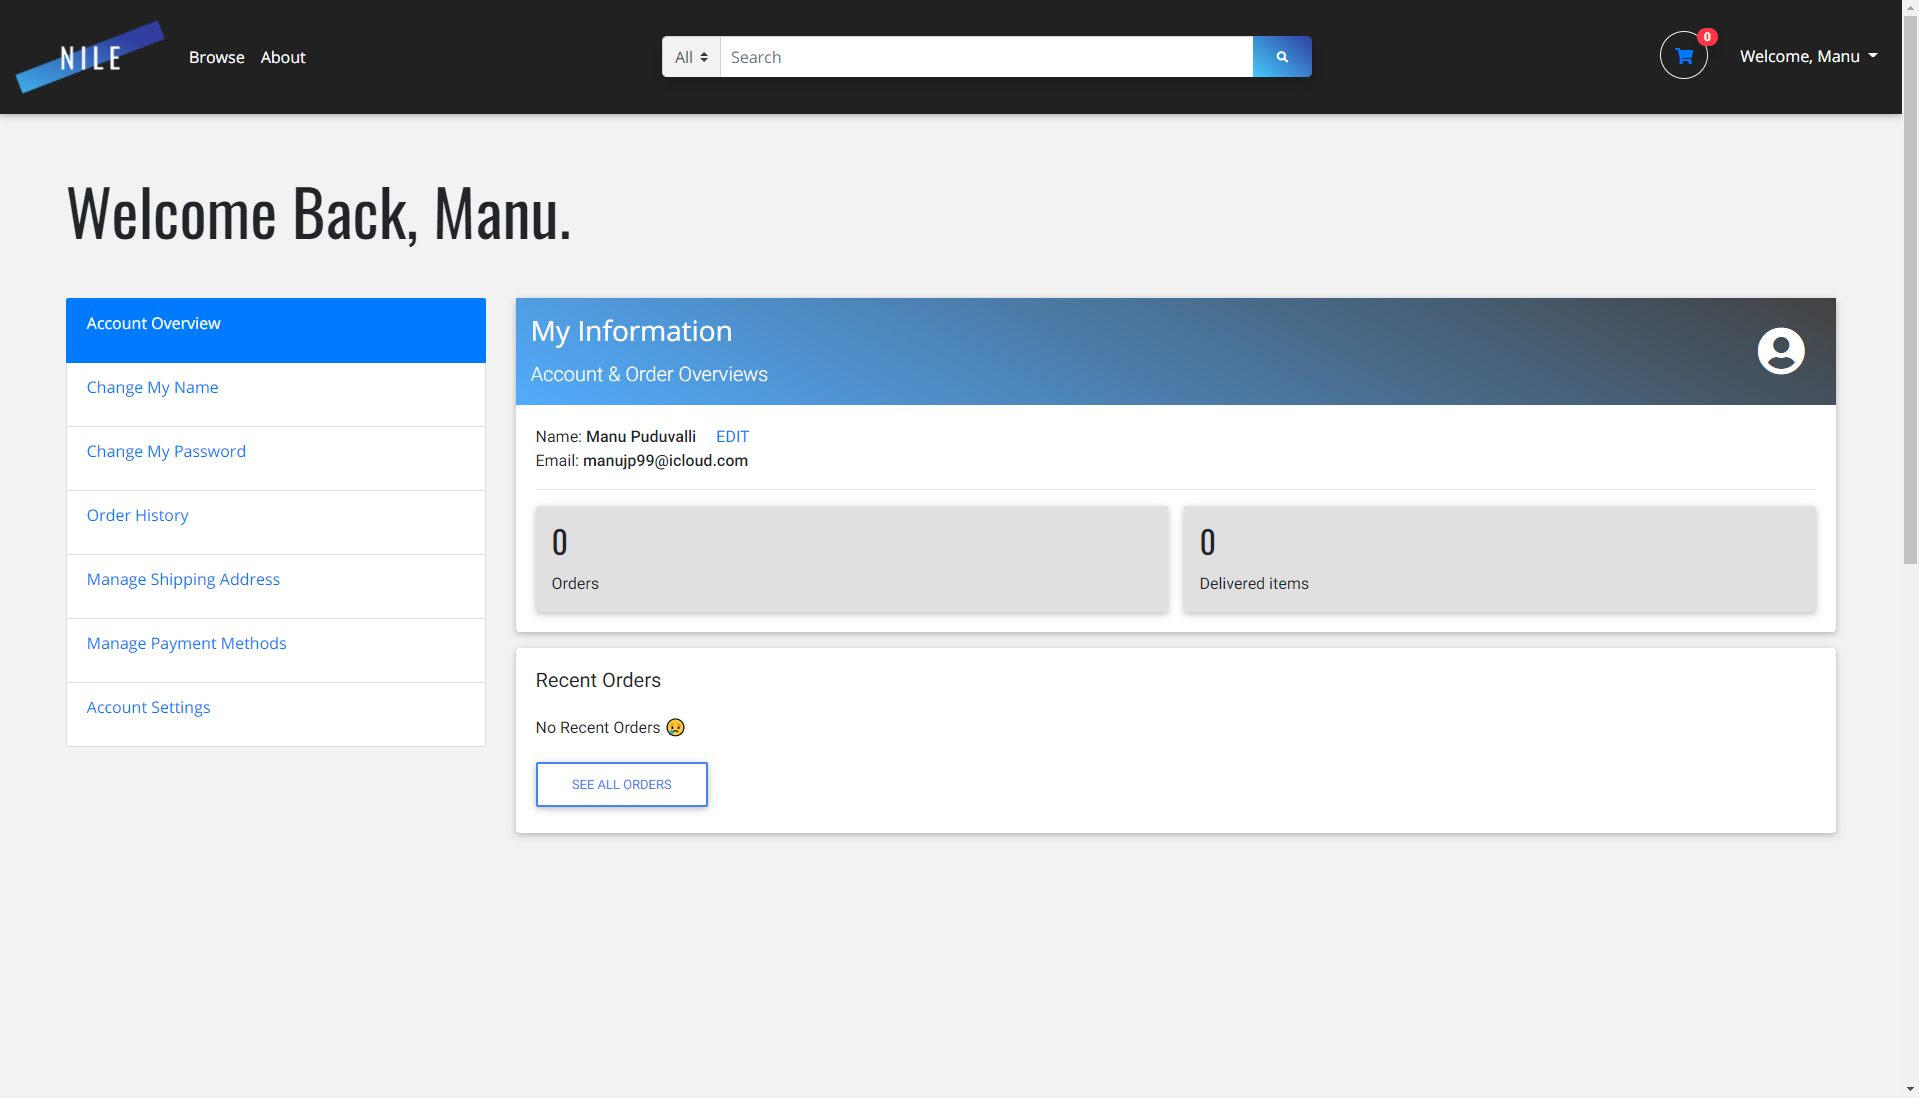 NILE
Browse About
All Search
0
Welcome, Manu
Welcome Back, Manu.
Account Overview
Change My Name
Change My Password
Order History
Manage Shipping Address
Manage Payment Methods
Account Settings
My Information
Account & Order Overviews
Name: Manu Puduvalli EDIT
Email: manujp99@icloud.com
0
Orders
0
Delivered items
Recent Orders
No Recent Orders 😥
SEE ALL ORDERS